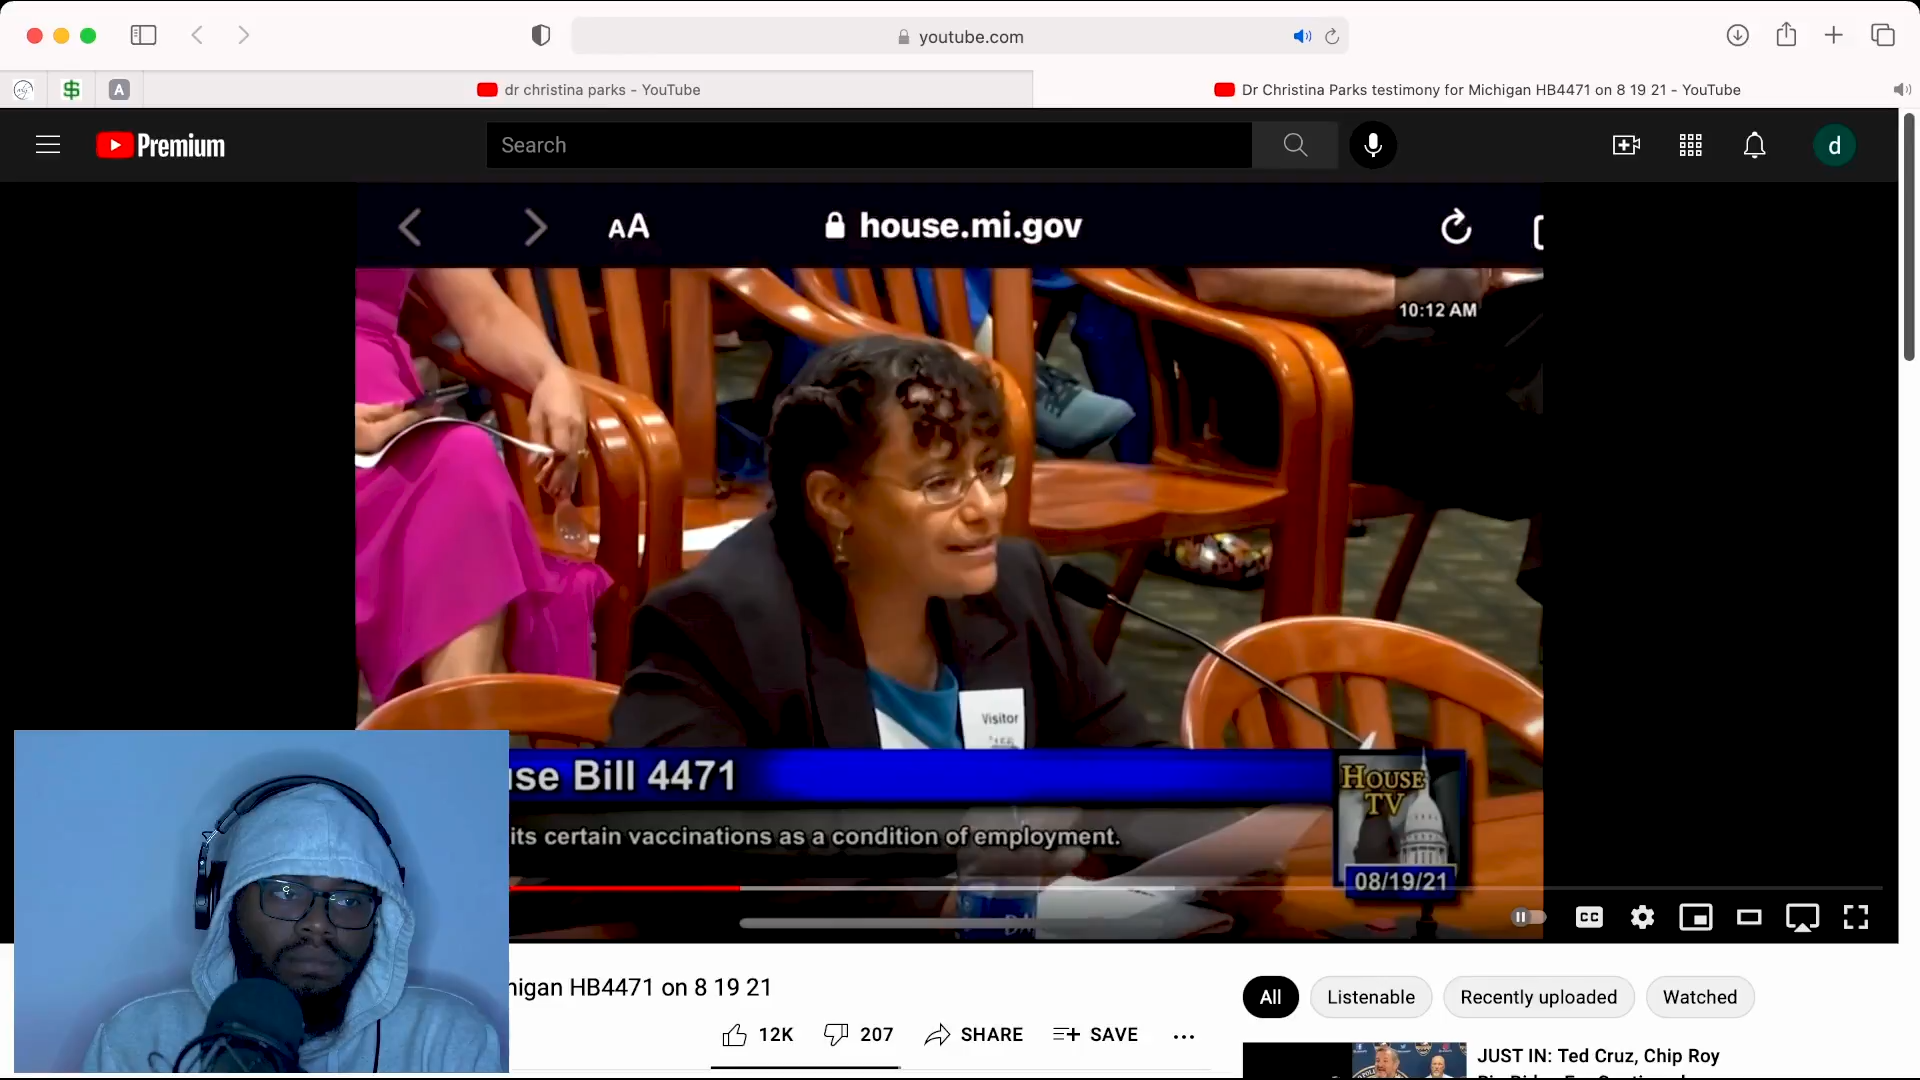 youtube.com
A
dr christina parks - YouTube
Dr Christina Parks testimony for Michigan HB4471 on 8 19 21 - YouTube
Premium
Search
d
AA
house.mi.gov
10:12 AM
Visitor
se Bill 4471
its certain vaccinations as a condition of employment.
HOUSE
TV
08/19/21
CC
igan HB4471 on 8 19 21
12K
207
SHARE
SAVE
All
Listenable
Recently uploaded
Watched
JUST IN: Ted Cruz, Chip Roy